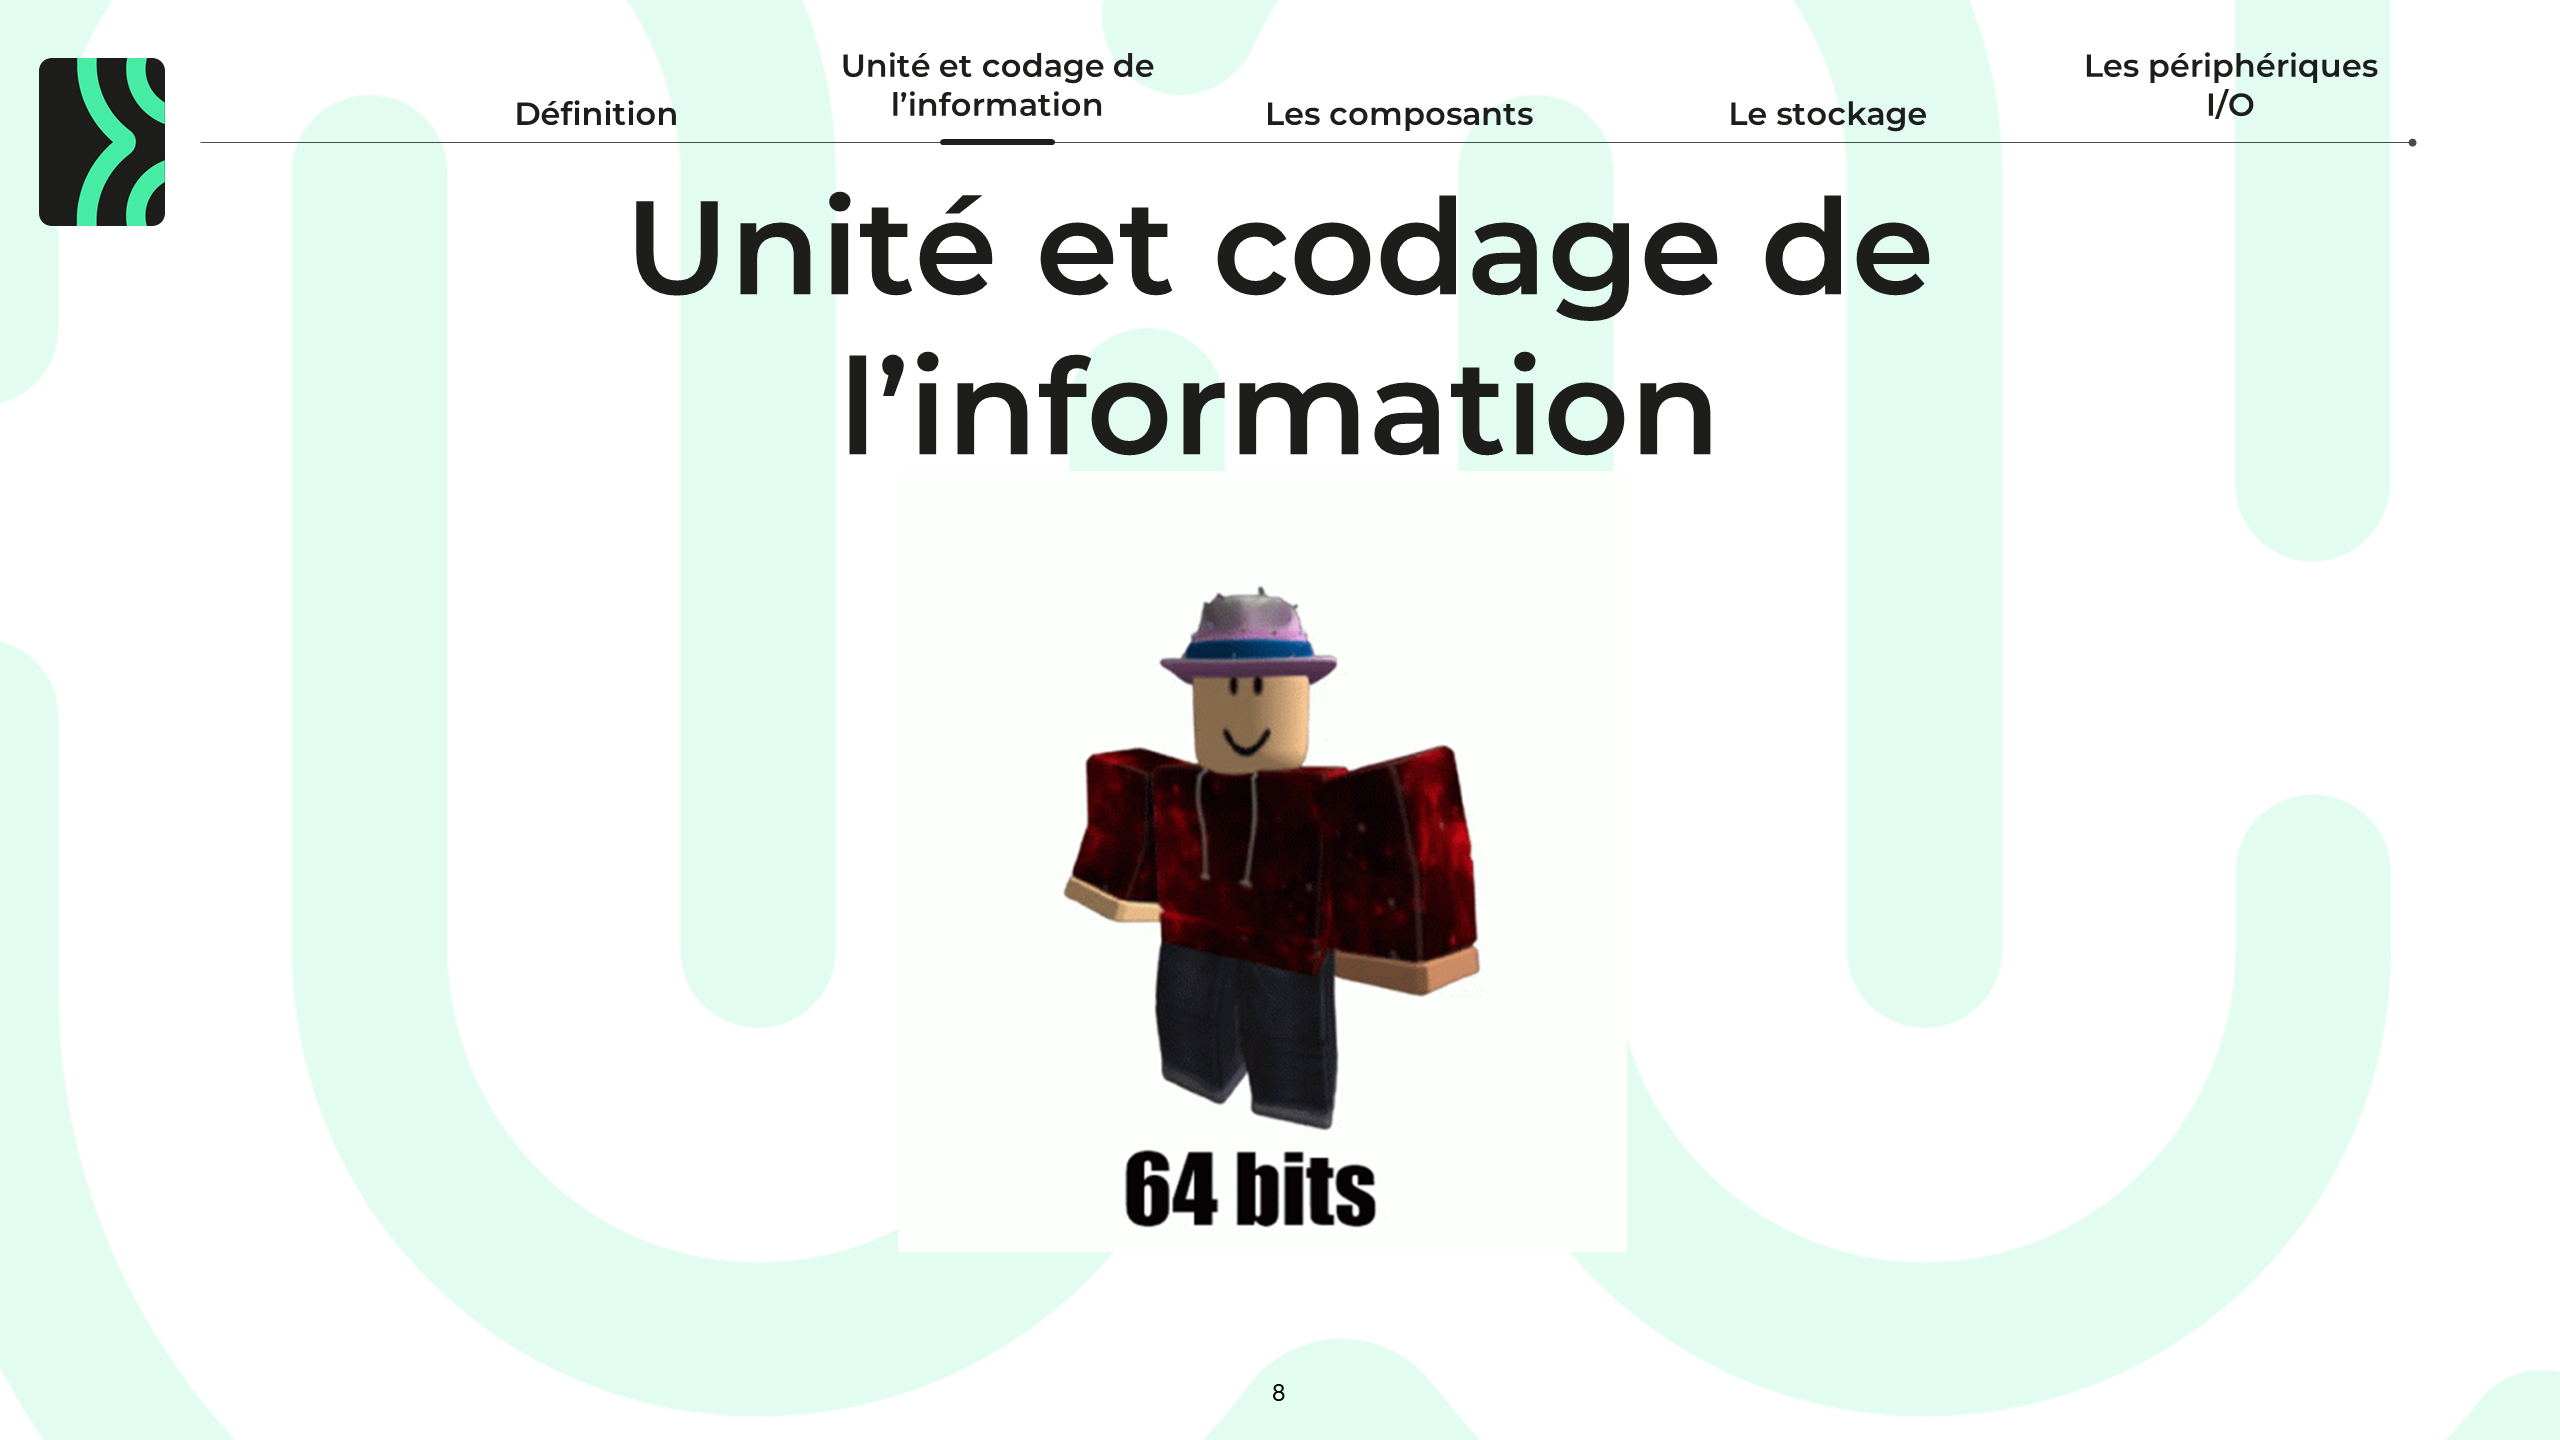 Définition
Unité et codage de
l’information
Les composants
Le stockage
Les périphériques
I/O
Unité et codage de
l’information
64 bits
8